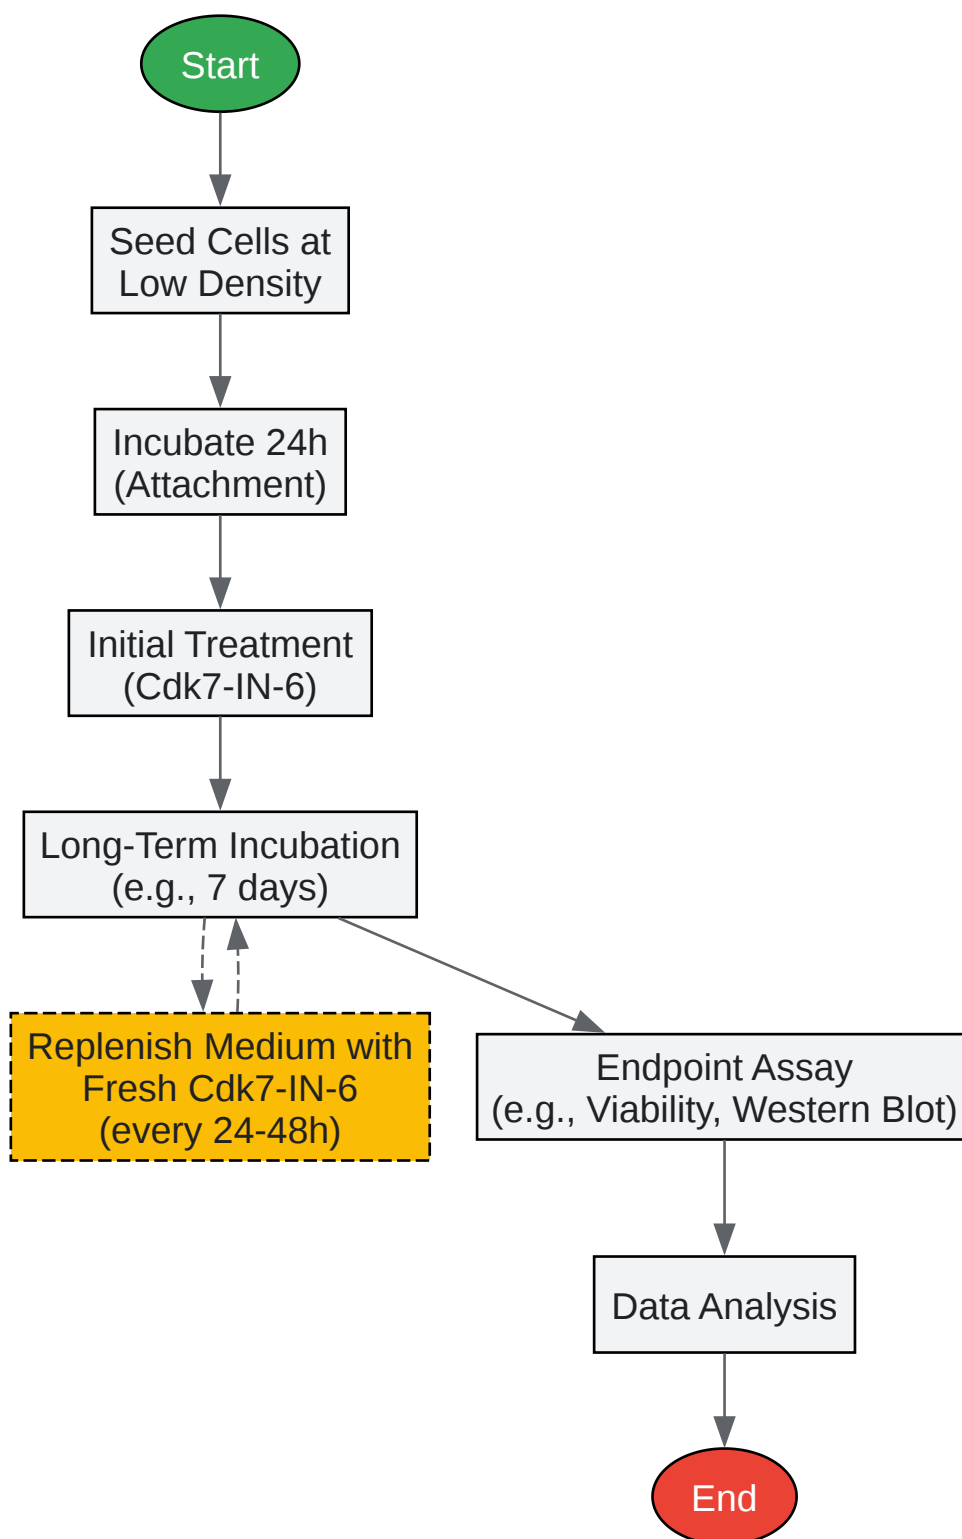 Start
Seed Cells at
Low Density
Incubate 24h
(Attachment)
Initial Treatment
(Cdk7-IN-6)
Long-Term Incubation
(e.g., 7 days)
Replenish Medium with
Fresh Cdk7-IN-6
(every 24-48h)
Endpoint Assay
(e.g., Viability, Western Blot)
Data Analysis
End